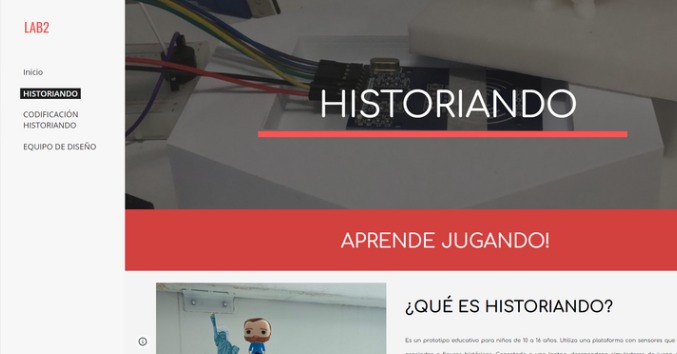 LAB2
Inicio
HISTORIANDO
CODIFICACIÓN
HISTORIANDO
EQUIPO DE DISEÑO
HISTORIANDO
APRENDE JUGANDO!
¿QUÉ ES HISTORIANDO?
Es un prototipo educativo para niños de 10 a 16 años. Utiliza una plataforma con sensores que